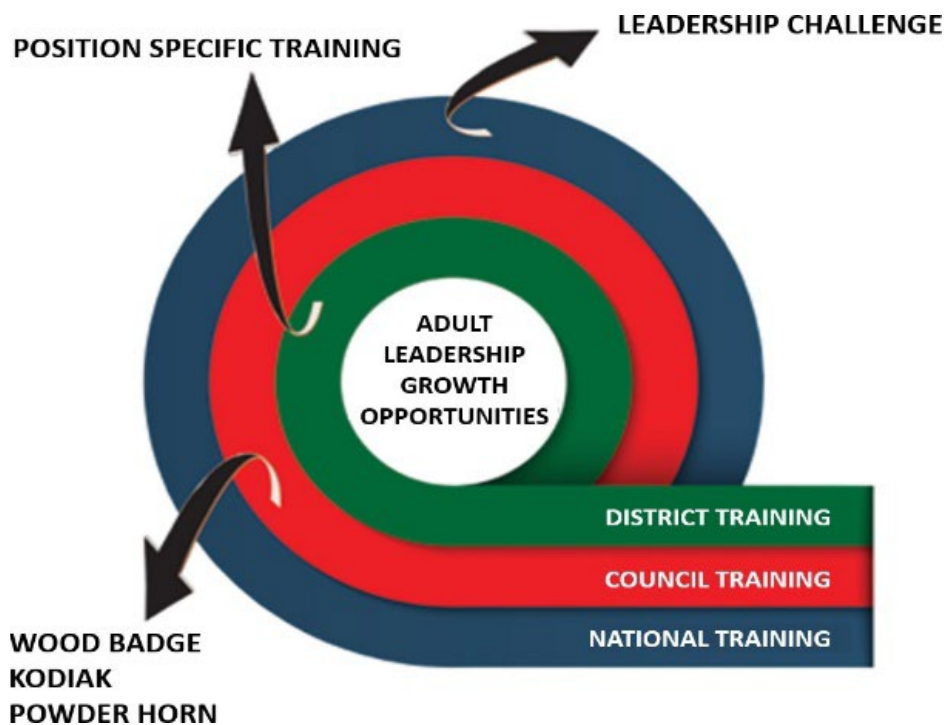 LEADERSHIP CHALLENGE
POSITION SPECIFIC TRAINING
ADULT
LEADERSHIP
GROWTH
OPPORTUNITIES
DISTRICT TRAINING
COUNCIL TRAINING
NATIONAL TRAINING
WOOD BADGE
KODIAK
POWDER HORN